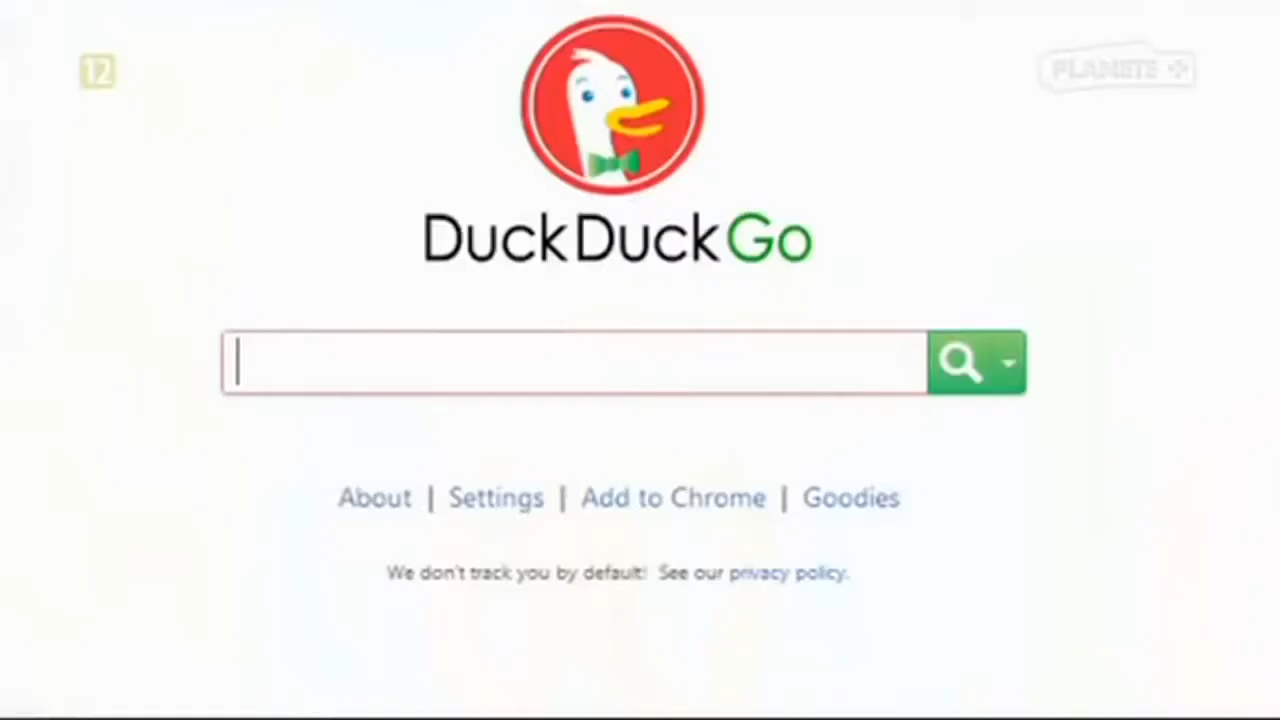 12
PLANETE +
DuckDuckGo
About | Settings | Add to Chrome | Goodies
We don't track you by default! See our privacy policy.